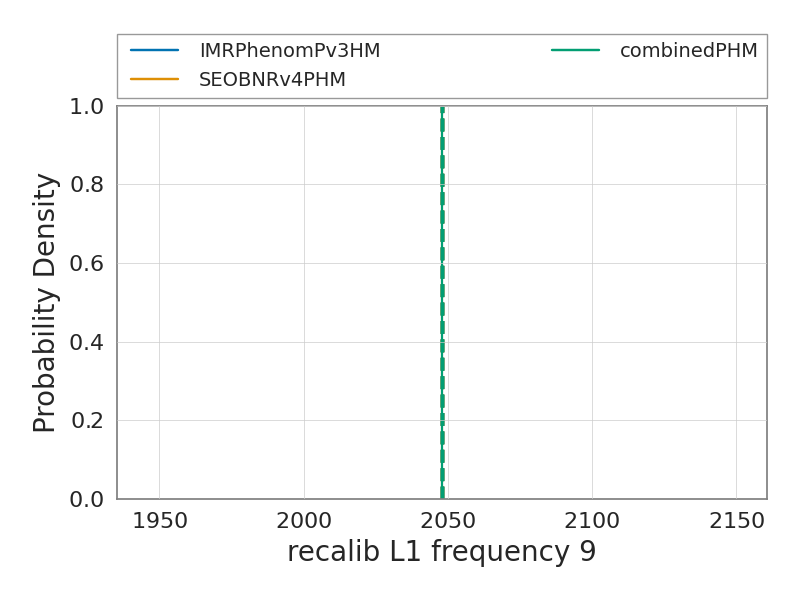 IMRPhenomPv3HM
SEOBNRv4PHM
combinedPHM
1.0
0.8
0.6
0.4
0.2
0.0
Probability Density
1950 2000 2050 2100 2150
recalib L1 frequency 9